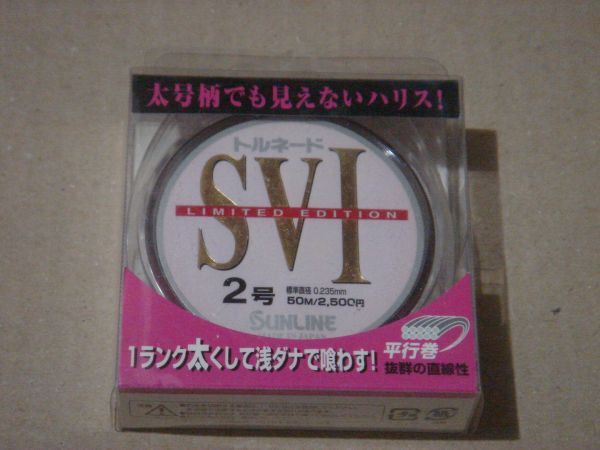 太号柄でも見えないハリス!
トルネード
SVI
LIMITED EDITION
2号
標準直径 0.235mm
50M/2,500円
SUNLINE
MADE IN JAPAN
1ランク太くして浅ダナで喰わす!
平行巻
抜群の直線性